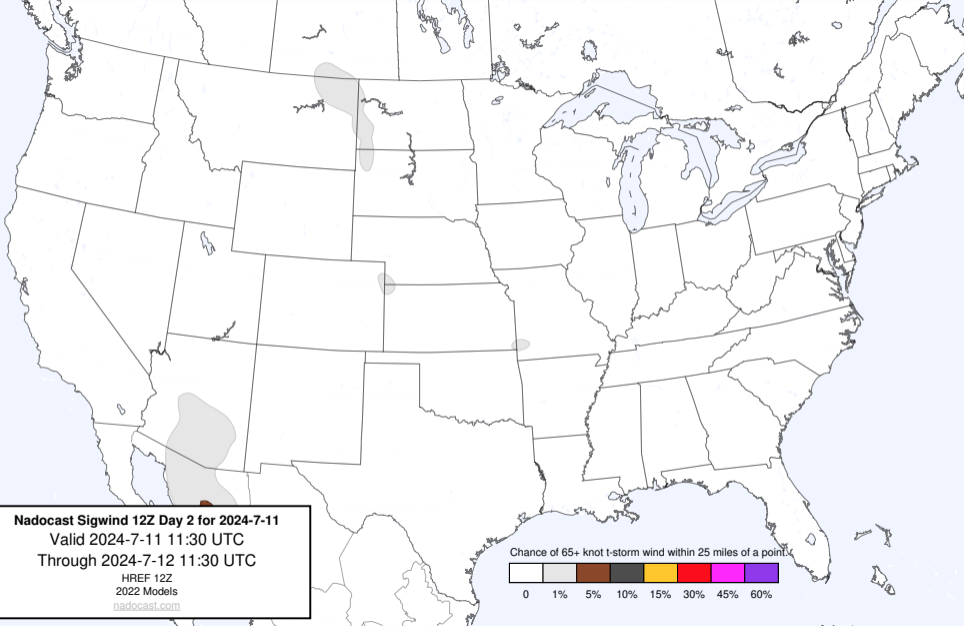 Nadocast Sigwind 12Z Day 2 for 2024-7-11
Valid 2024-7-11 11:30 UTC
Through 2024-7-12 11:30 UTC
HREF 12Z
2022 Models
nadocast.com
Chance of 65+ knot t-storm wind within 25 miles of a point.
0 1% 5% 10% 15% 30% 45% 60%